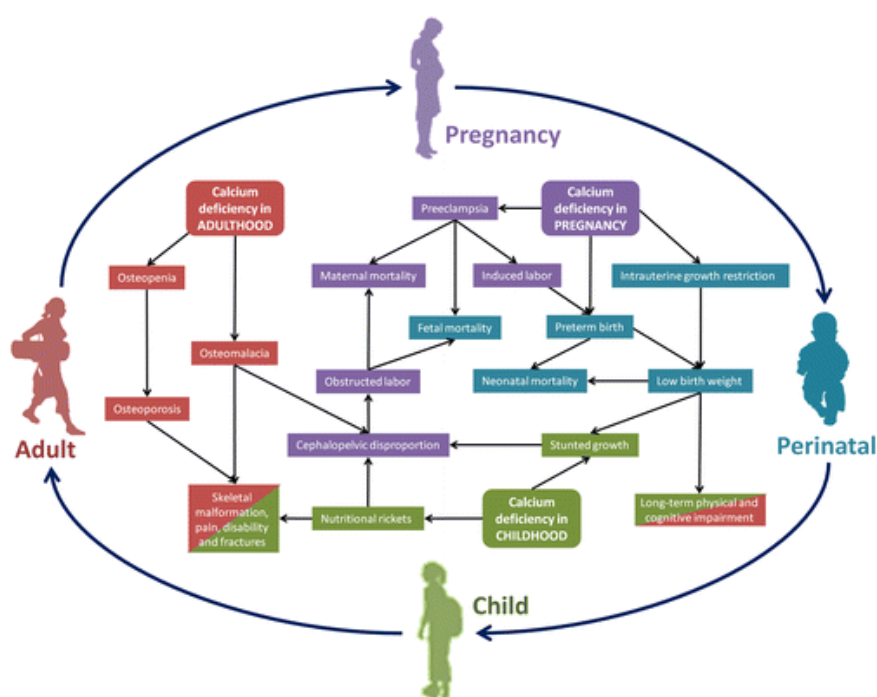 Pregnancy
Calcium
deficiency in
ADULTHOOD
Preeclampsia
Calcium
deficiency in
PREGNANCY
Osteopenia
Maternal mortality
Induced labor
Intrauterine growth restriction
Fetal mortality
Preterm birth
Osteomalacia
Obstructed labor
Neonatal mortality
Low birth weight
Osteoporosis
Adult
Perinatal
Cephalopelvic disproportion
Stunted growth
Skeletal
malformation,
pain, disability
and fractures
Nutritional rickets
Calcium
deficiency in
CHILDHOOD
Long-term physical and
cognitive impairment
Child